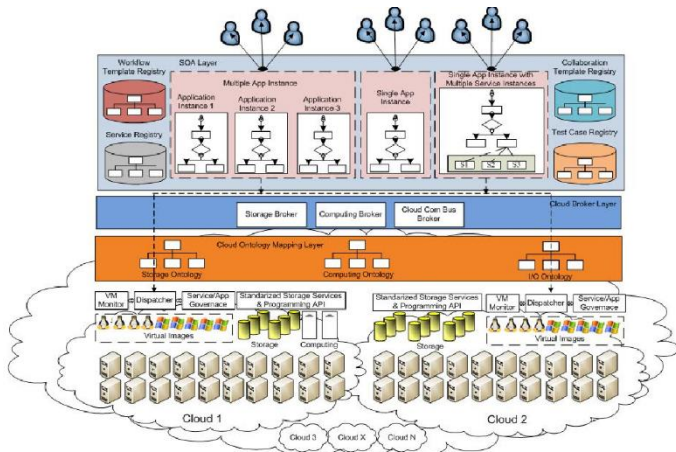 Workflow
Template Registry
SOA Layer
Multiple App Instance
Application
Instance 1
Application
Instance 2
Application
Instance 3
Single App
Instance
Single App Instance with
Multiple Service Instances
Collaboration
Template Registry
Service Registry
Test Case Registry
S1
S2
S3
Cloud Broker Layer
Storage Broker
Computing Broker
Cloud Com Bus
Broker
Cloud Ontology Mapping Layer
Storage Ontology
Computing Ontology
I/O Ontology
VM
Monitor
Dispatcher
Service/App
Governace
Standarized Storage Services
& Programming API
Standarized Storage Services
& Programming API
VM
Monitor
Dispatcher
Service/App
Governace
Virtual Images
Storage
Computing
Storage
Virtual Images
Cloud 1
Cloud 2
Cloud 3
Cloud X
Cloud N